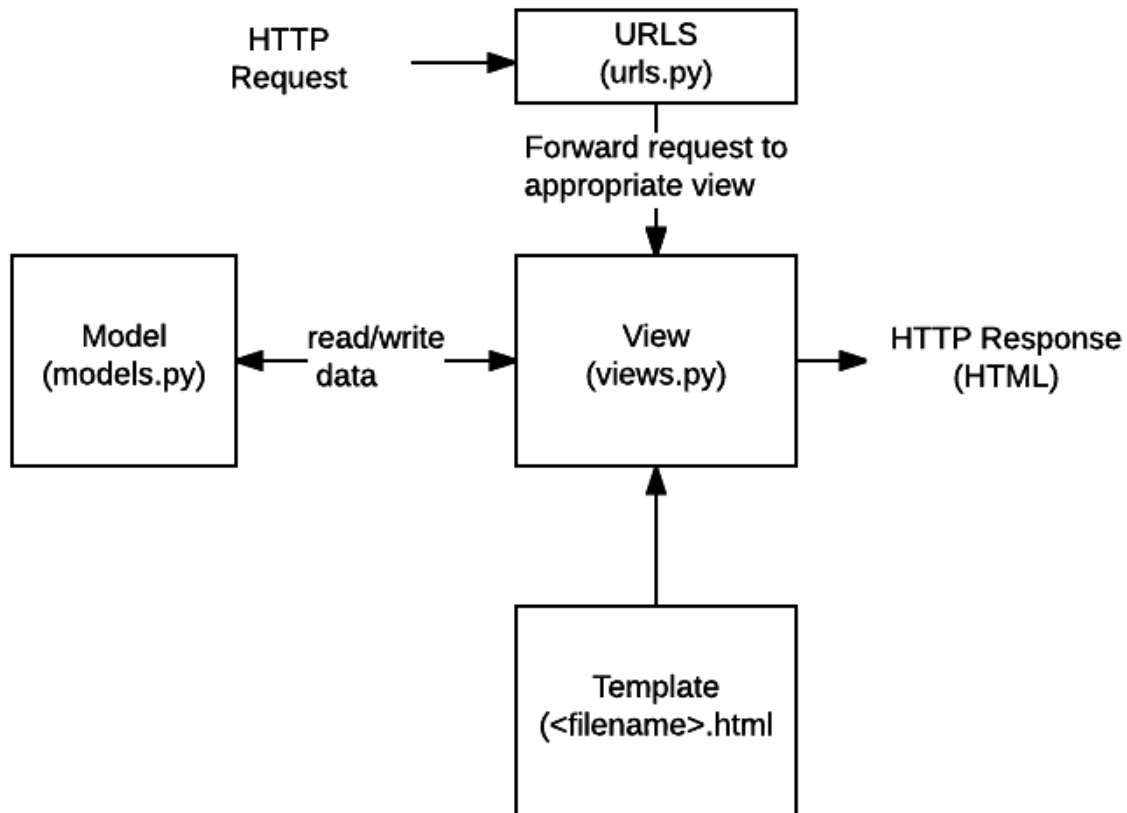 HTTP
Request
URLS
(urls.py)
Forward request to
appropriate view
Model
(models.py)
read/write
data
View
(views.py)
HTTP Response
(HTML)
Template
(<filename>.html